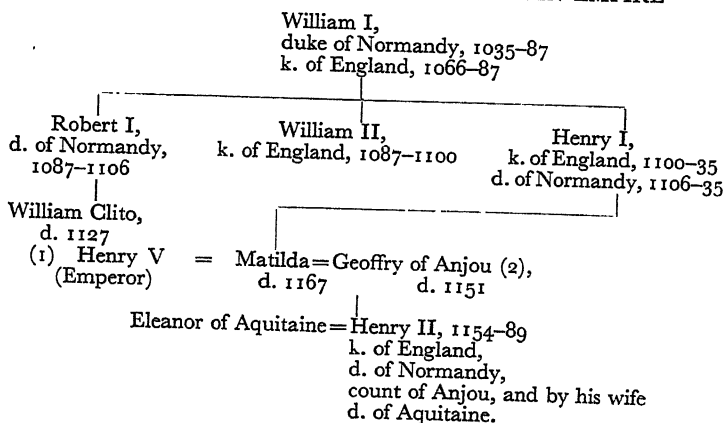 William I,
duke of Normandy, 1035–87
k. of England, 1066–87
Robert I,
d. of Normandy,
1087–1106
William II,
k. of England, 1087–1100
Henry I,
k. of England, 1100–35
d. of Normandy, 1106–35
William Clito,
d. 1127
(1) Henry V = Matilda=Geoffry of Anjou (2),
(Emperor) d. 1167 d. 1151
Eleanor of Aquitaine=Henry II, 1154–89
k. of England,
d. of Normandy,
count of Anjou, and by his wife
d. of Aquitaine.